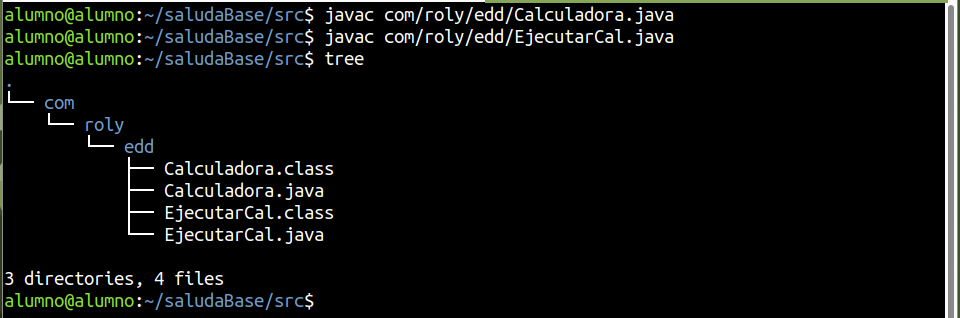 alumno@alumno:~/saludaBase/src$ javac com/roly/edd/Calculadora.java
alumno@alumno:~/saludaBase/src$ javac com/roly/edd/EjecutarCal.java
alumno@alumno:~/saludaBase/src$ tree
.
└── com
    └── roly
        └── edd
            ├── Calculadora.class
            ├── Calculadora.java
            ├── EjecutarCal.class
            └── EjecutarCal.java

3 directories, 4 files
alumno@alumno:~/saludaBase/src$